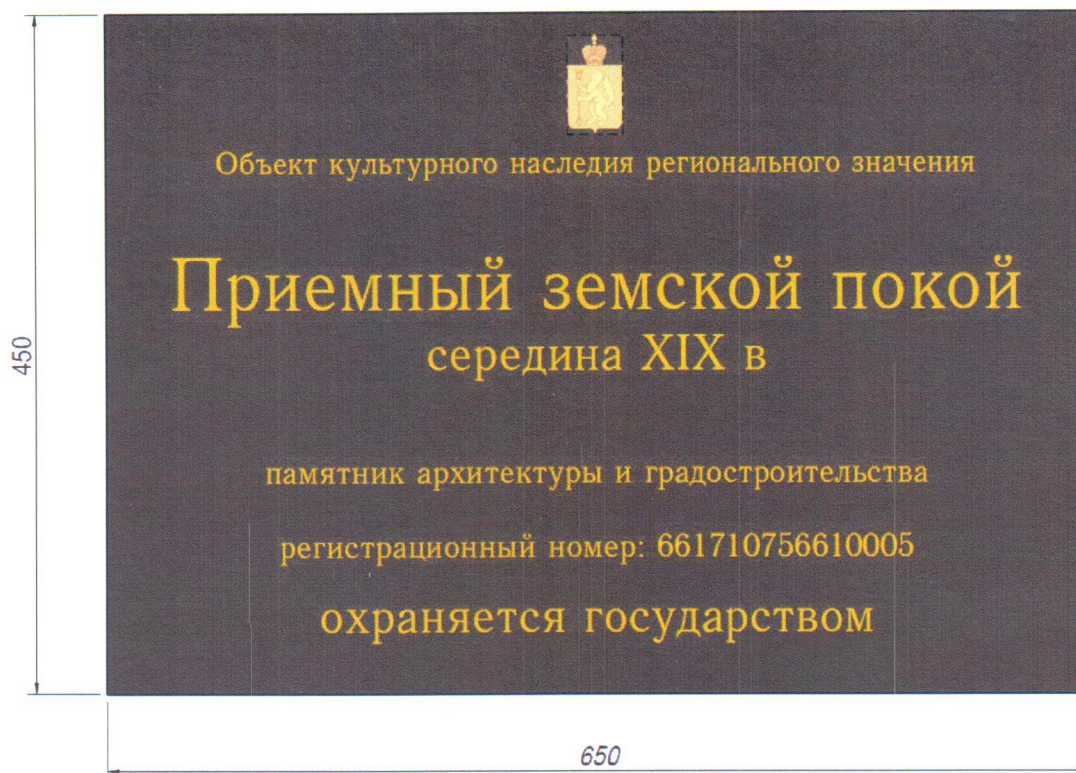 Объект культурного наследия регионального значения
Приемный земской покой
середина XIX в
памятник архитектуры и градостроительства
регистрационный номер: 661710756610005
охраняется государством
450
650